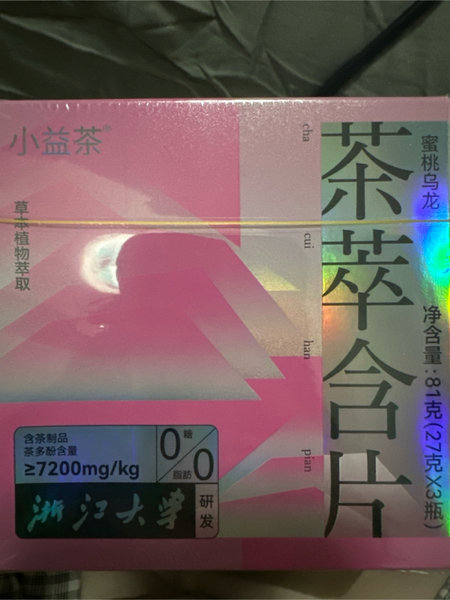 小益茶®
草本植物萃取
cha
cui
han
pian
茶萃含片
蜜桃乌龙
净含量:81克(27克X3瓶)
含茶制品
茶多酚含量
≥7200mg/kg
0糖
0脂肪
浙江大学
研发